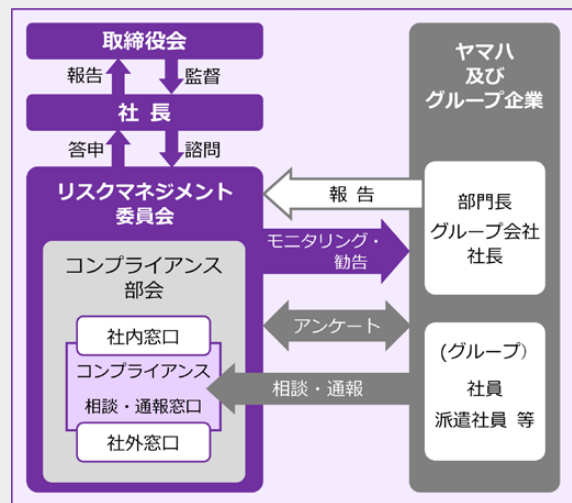 取締役会
報告
監督
社 長
答申
諮問
リスクマネジメント
委員会
コンプライアンス
部会
社内窓口
コンプライアンス
相談・通報窓口
社外窓口
報 告
モニタリング・
勧告
アンケート
相談・通報
ヤマハ
及び
グループ企業
部門長
グループ会社
社長
(グループ)
社員
派遣社員 等